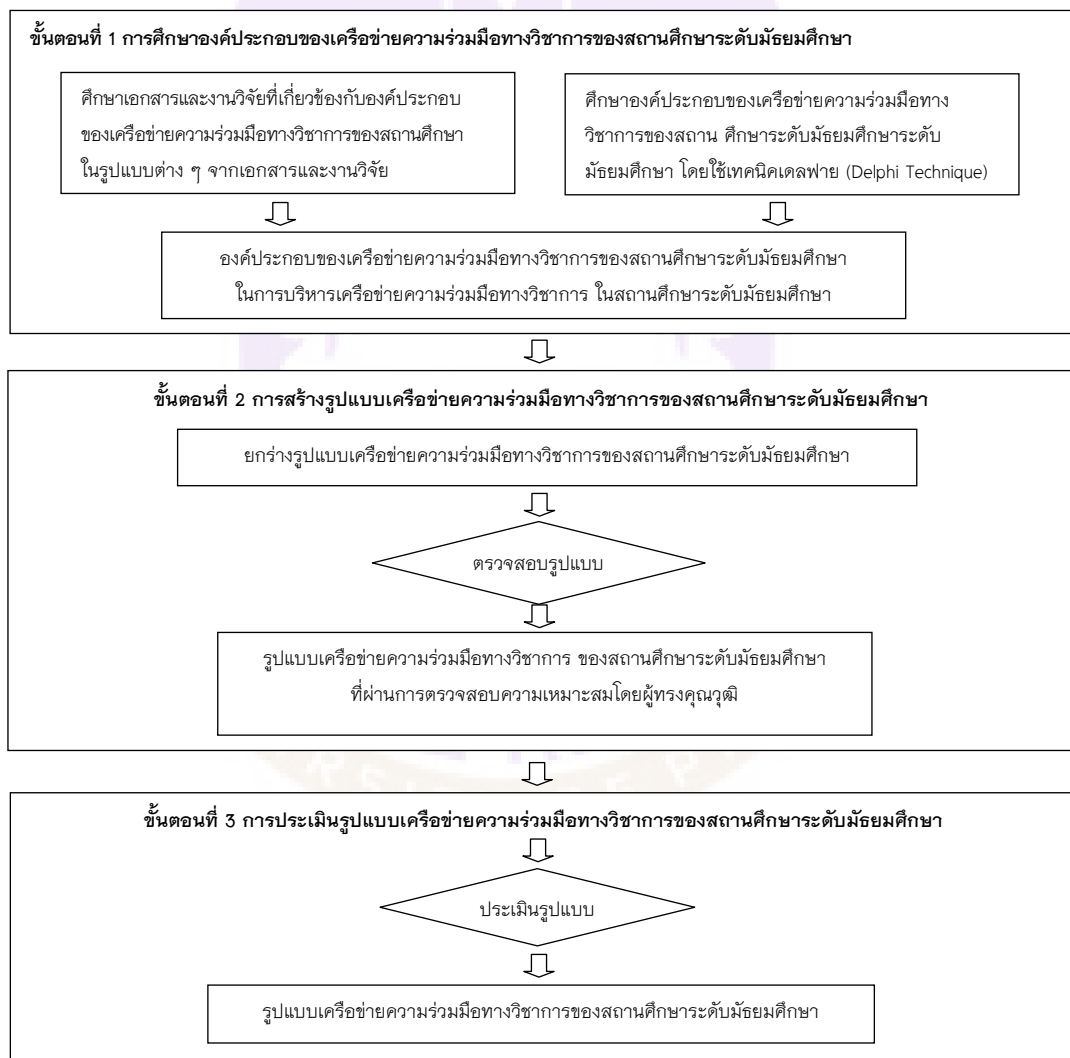 ขั้นตอนที่ 1 การศึกษาองค์ประกอบของเครือข่ายความร่วมมือทางวิชาการของสถานศึกษาระดับมัธยมศึกษา
ศึกษาเอกสารและงานวิจัยที่เกี่ยวข้องกับองค์ประกอบ
ของเครือข่ายความร่วมมือทางวิชาการของสถานศึกษา
ในรูปแบบต่าง ๆ จากเอกสารและงานวิจัย
ศึกษาองค์ประกอบของเครือข่ายความร่วมมือทาง
วิชาการของสถาน ศึกษาระดับมัธยมศึกษาระดับ
มัธยมศึกษา โดยใช้เทคนิคเดลฟาย (Delphi Technique)
องค์ประกอบของเครือข่ายความร่วมมือทางวิชาการของสถานศึกษาระดับมัธยมศึกษา
ในการบริหารเครือข่ายความร่วมมือทางวิชาการ ในสถานศึกษาระดับมัธยมศึกษา
ขั้นตอนที่ 2 การสร้างรูปแบบเครือข่ายความร่วมมือทางวิชาการของสถานศึกษาระดับมัธยมศึกษา
ยกร่างรูปแบบเครือข่ายความร่วมมือทางวิชาการของสถานศึกษาระดับมัธยมศึกษา
ตรวจสอบรูปแบบ
รูปแบบเครือข่ายความร่วมมือทางวิชาการ ของสถานศึกษาระดับมัธยมศึกษา
ที่ผ่านการตรวจสอบความเหมาะสมโดยผู้ทรงคุณวุฒิ
ขั้นตอนที่ 3 การประเมินรูปแบบเครือข่ายความร่วมมือทางวิชาการของสถานศึกษาระดับมัธยมศึกษา
ประเมินรูปแบบ
รูปแบบเครือข่ายความร่วมมือทางวิชาการของสถานศึกษาระดับมัธยมศึกษา